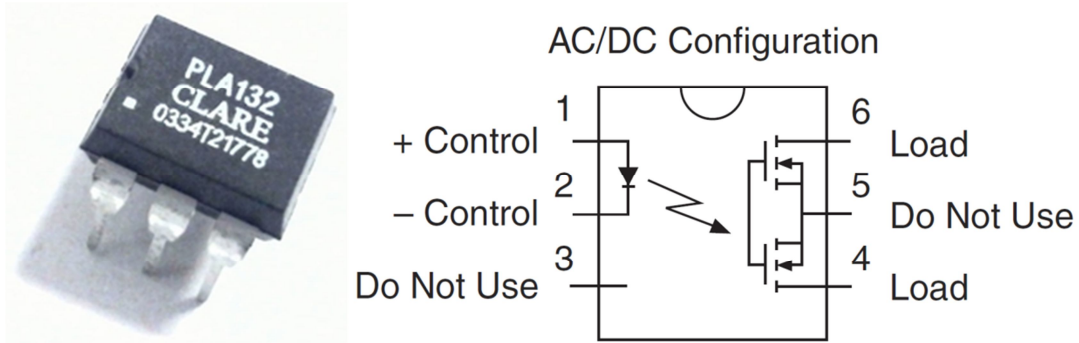 PLA132
CLARE
0334T21778
AC/DC Configuration
1
+ Control
2
– Control
3
Do Not Use
6
Load
5
Do Not Use
4
Load